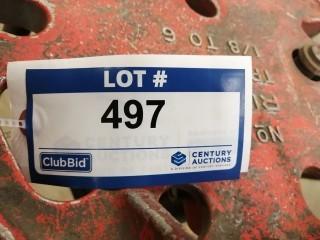 LOT #
497
ClubBid
CENTURY
AUCTIONS
1/8 TO 6